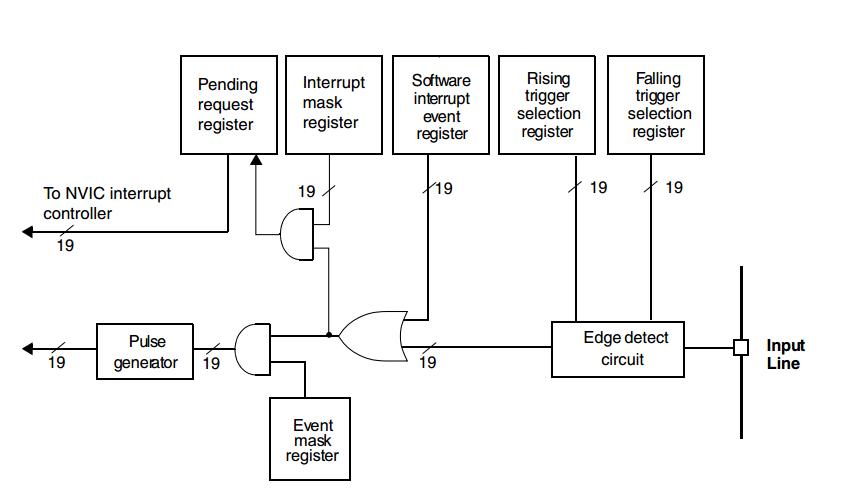 Pending
request
register
Interrupt
mask
register
Software
interrupt
event
register
Rising
trigger
selection
register
Falling
trigger
selection
register
19
19
19
19
To NVIC interrupt
controller
19
Pulse
generator
19
19
19
Edge detect
circuit
Input
Line
Event
mask
register